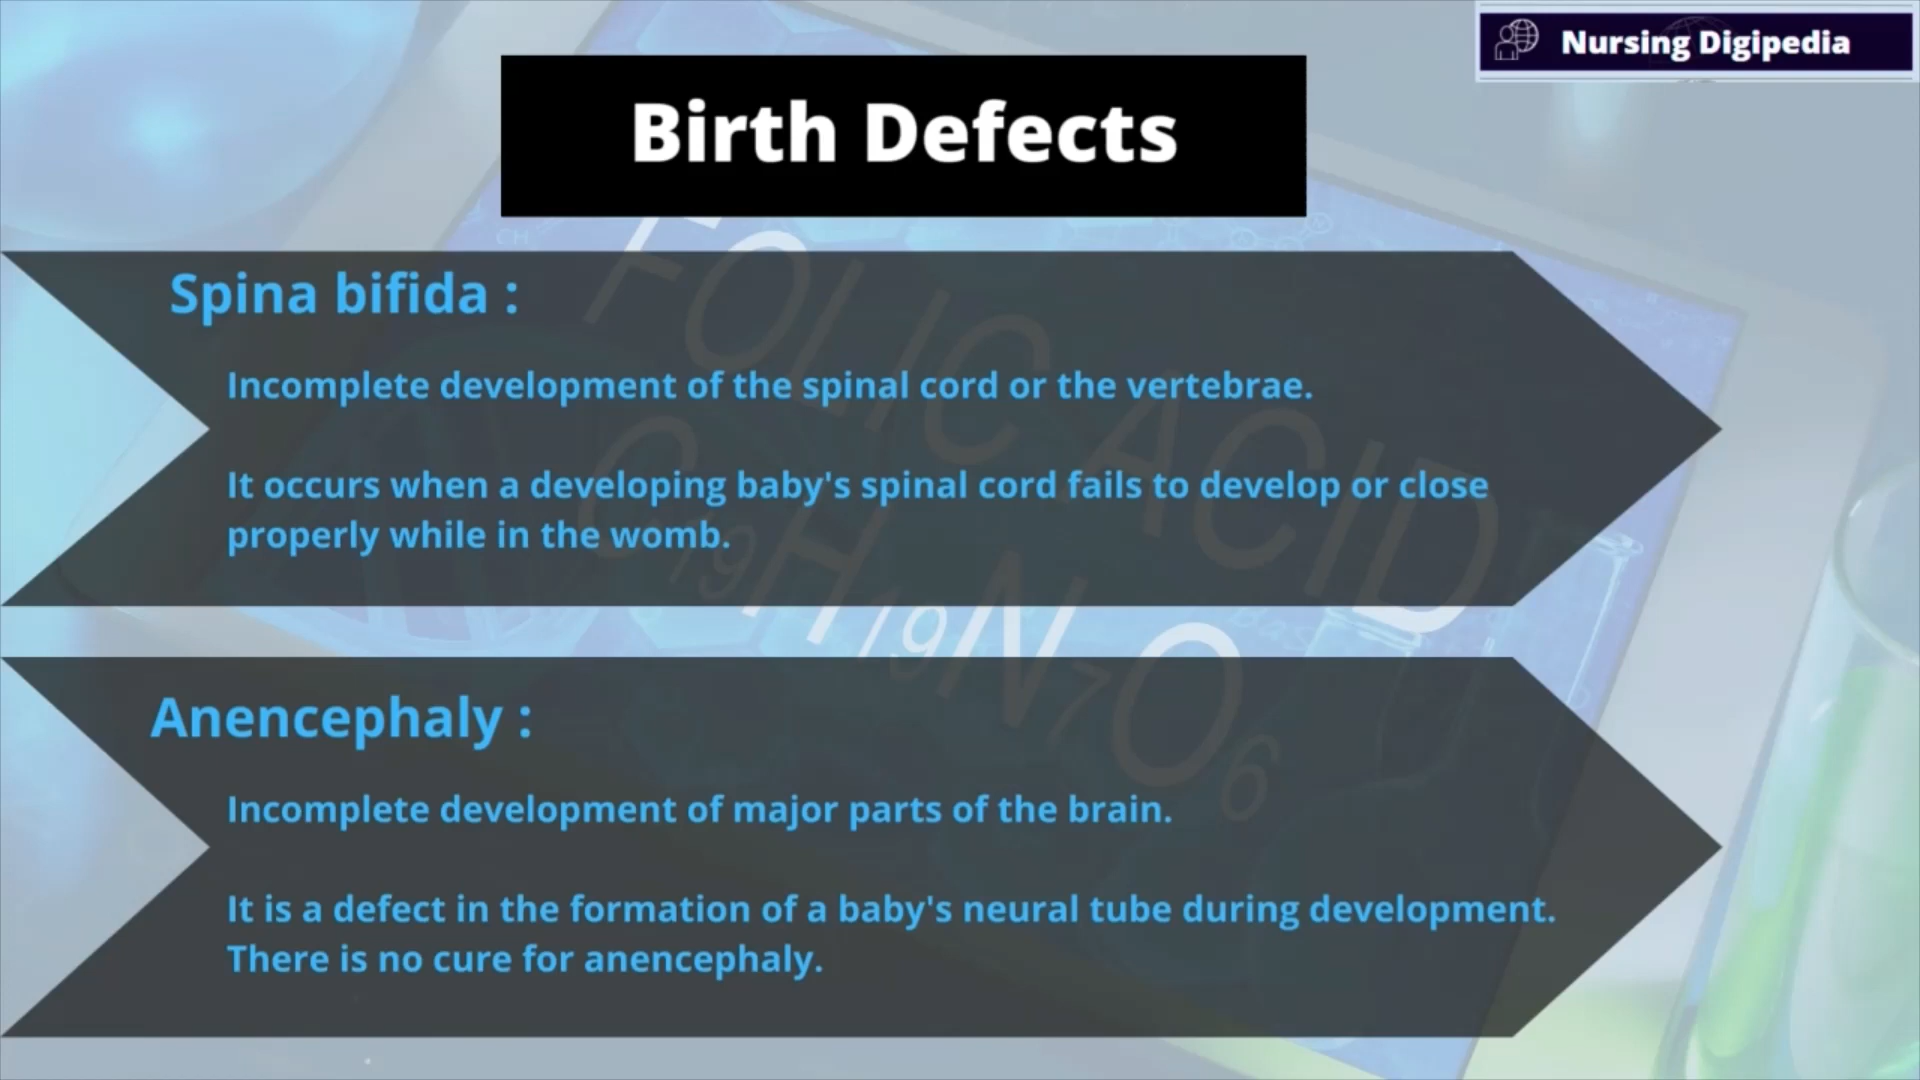 Nursing Digipedia
Birth Defects
Spina bifida :
Incomplete development of the spinal cord or the vertebrae.
It occurs when a developing baby's spinal cord fails to develop or close
properly while in the womb.
FOLIC ACID
C19H19N7O6
Anencephaly :
Incomplete development of major parts of the brain.
It is a defect in the formation of a baby's neural tube during development.
There is no cure for anencephaly.